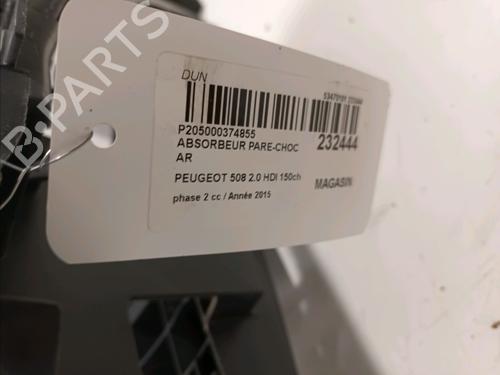 DUN
P205000374855
ABSORBEUR PARE-CHOC
AR
232444
PEUGEOT 508 2.0 HDI 150ch
MAGASIN
phase 2 cc / Année 2015
B-PARTS